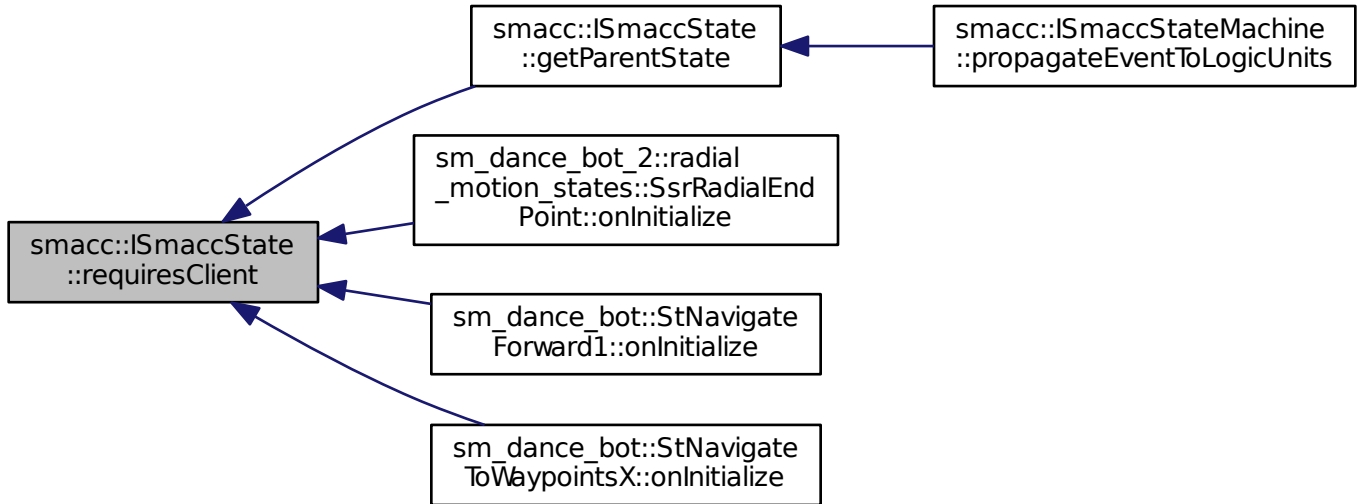 smacc::ISmaccState
::getParentState
smacc::ISmaccStateMachine
::propagateEventToLogicUnits
sm_dance_bot_2::radial
_motion_states::SsrRadialEnd
Point::onInitialize
smacc::ISmaccState
::requiresClient
sm_dance_bot::StNavigate
Forward1::onInitialize
sm_dance_bot::StNavigate
ToWaypointsX::onInitialize